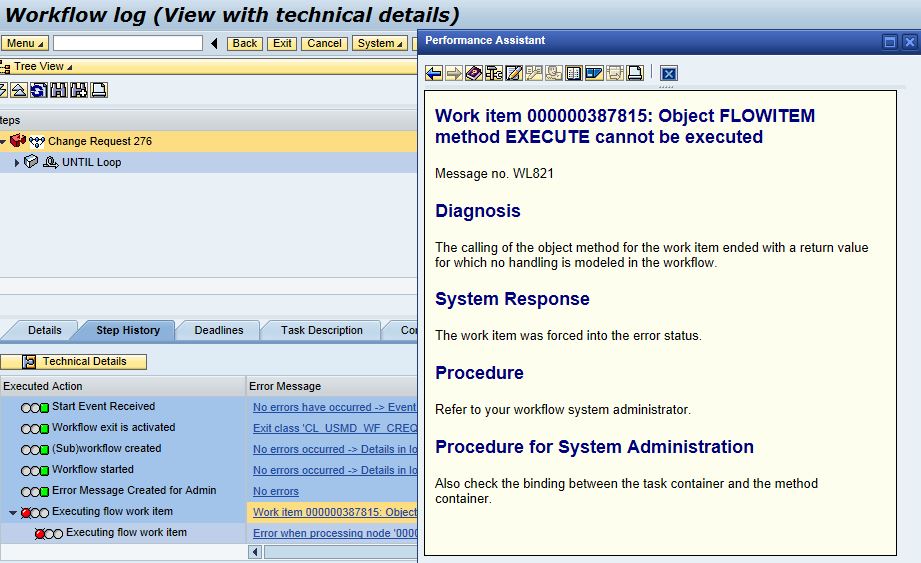 Workflow log (View with technical details)
Menu
Back Exit Cancel System
Tree View
teps
Change Request 276
UNTIL Loop
Details Step History Deadlines Task Description Co
Technical Details
Executed Action Error Message
Start Event Received No errors have occurred -> Event
Workflow exit is activated Exit class 'CL_USMD_WF_CREQ
(Sub)workflow created No errors occurred -> Details in lo
Workflow started No errors occurred -> Details in lo
Error Message Created for Admin No errors
Executing flow work item Work item 000000387815: Object
Executing flow work item Error when processing node '0000
Performance Assistant
Work item 000000387815: Object FLOWITEM
method EXECUTE cannot be executed
Message no. WL821
Diagnosis
The calling of the object method for the work item ended with a return value
for which no handling is modeled in the workflow.
System Response
The work item was forced into the error status.
Procedure
Refer to your workflow system administrator.
Procedure for System Administration
Also check the binding between the task container and the method
container.